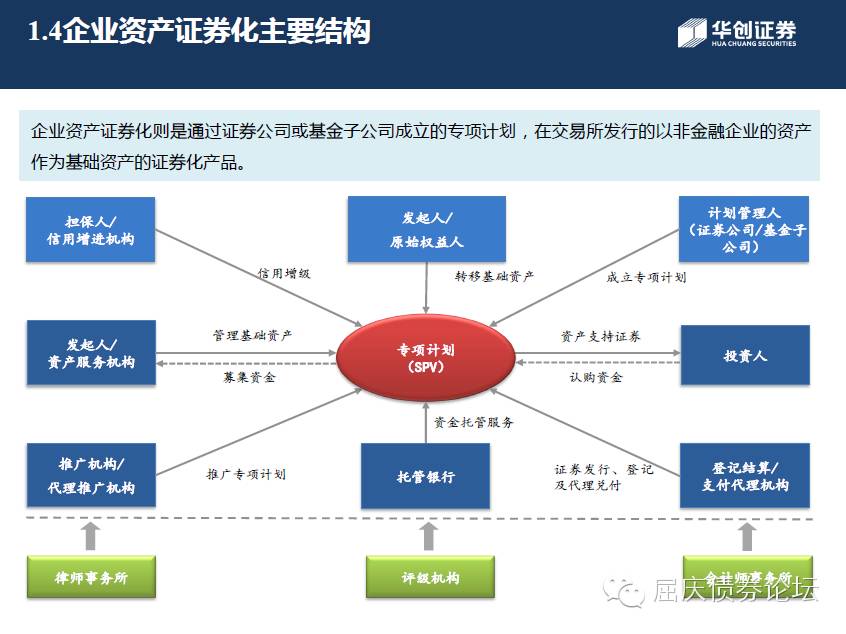 1.4企业资产证券化主要结构
华创证券
HUA CHUANG SECURITIES
企业资产证券化则是通过证券公司或基金子公司成立的专项计划，在交易所发行的以非金融企业的资产
作为基础资产的证券化产品。
担保人/
信用增进机构
发起人/
原始权益人
计划管理人
（证券公司/基金子
公司）
信用增级
转移基础资产
成立专项计划
发起人/
资产服务机构
管理基础资产
募集资金
专项计划
（SPV）
资产支持证券
认购资金
投资人
推广机构/
代理推广机构
推广专项计划
资金托管服务
托管银行
证券发行、登记
及代理兑付
登记结算/
支付代理机构
律师事务所
评级机构
会计师事务所
屈庆债券论坛